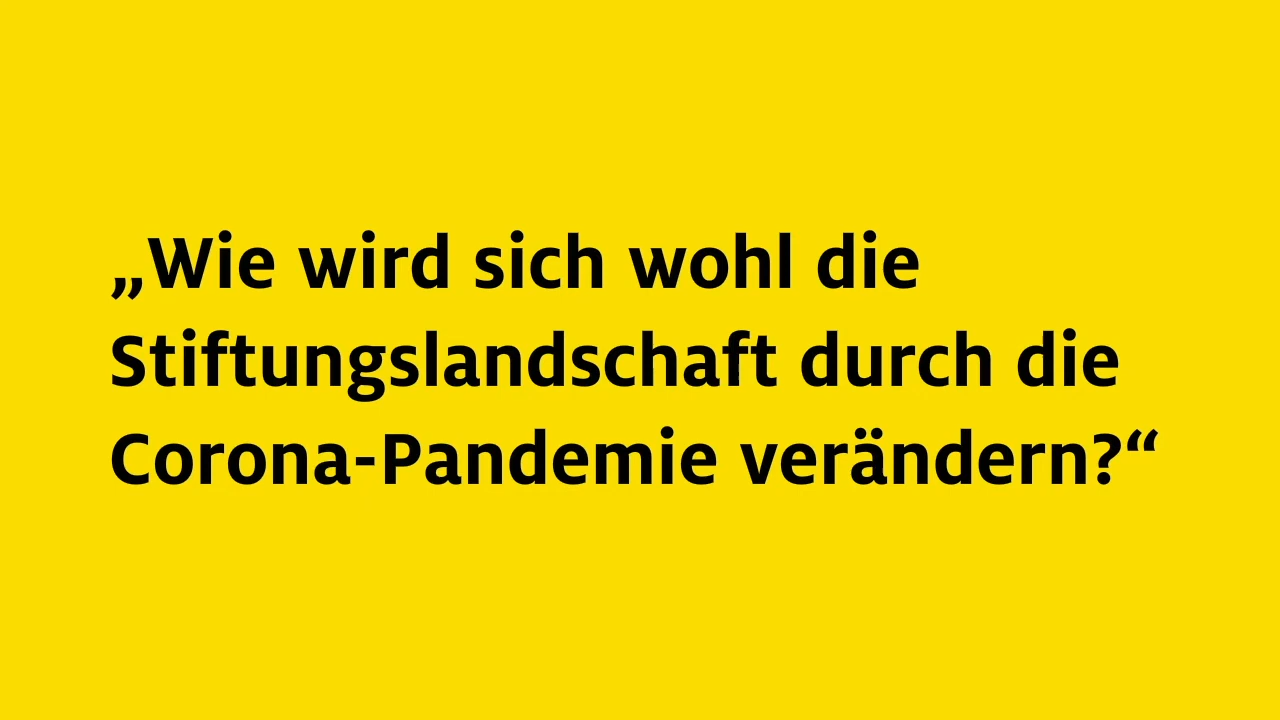 „Wie wird sich wohl die
Stiftungslandschaft durch die
Corona-Pandemie verändern?“